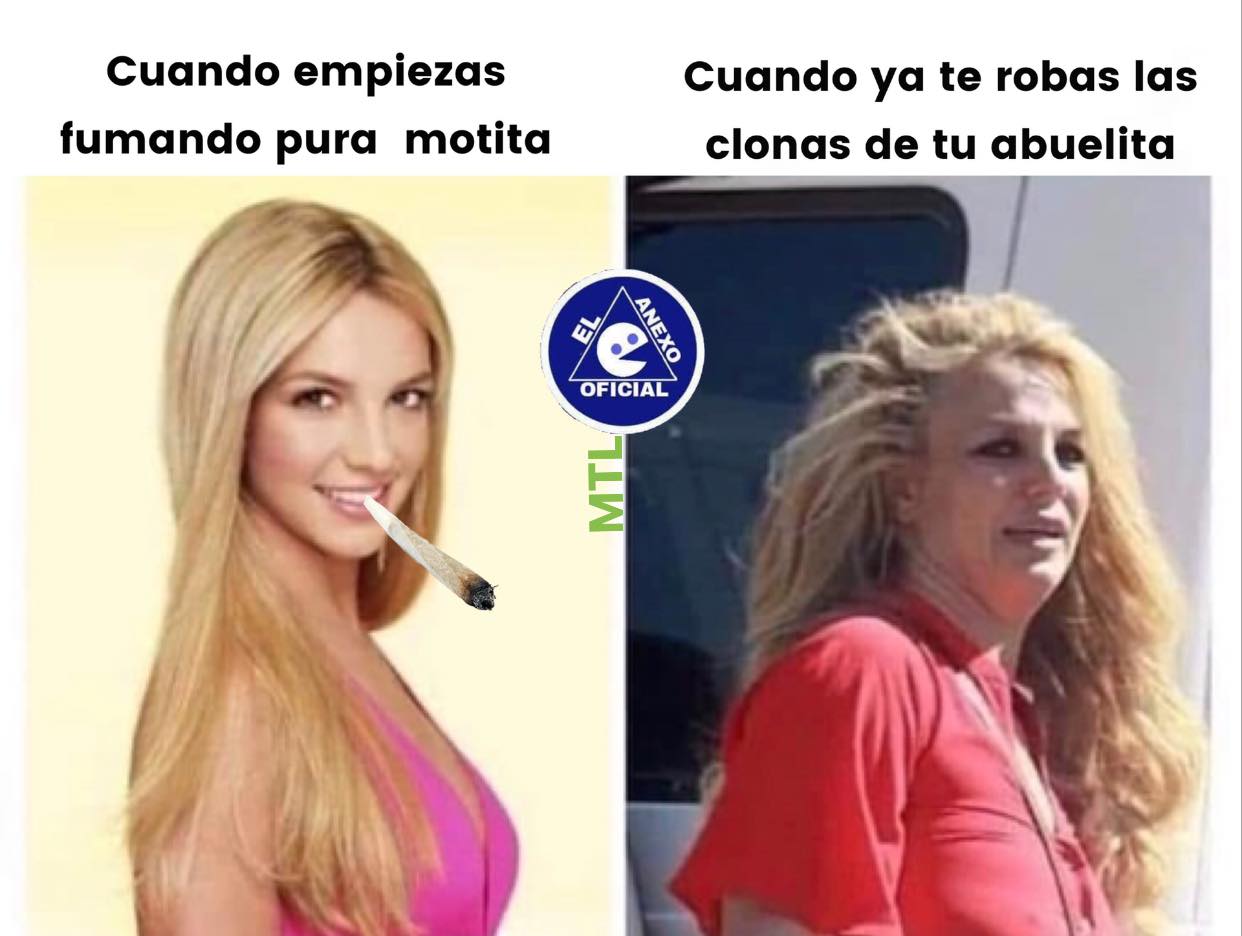 Cuando empiezas
fumando pura motita
Cuando ya te robas las
clonas de tu abuelita
EL
ANEXO
OFICIAL
MTL